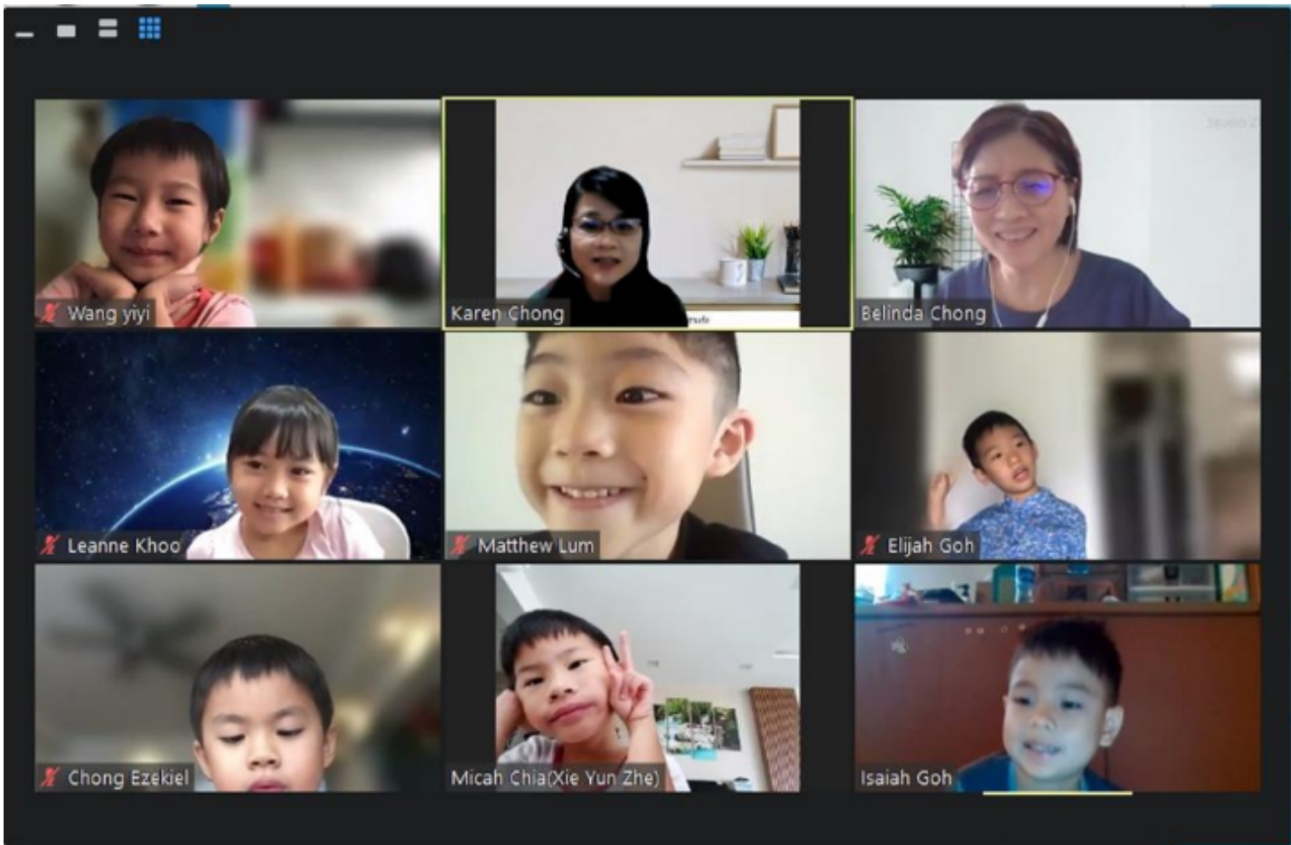 Studio Z
Wang yiyi
Karen Chong
Belinda Chong
Leanne Khoo
Matthew Lum
Elijah Goh
Chong Ezekiel
Micah Chia(Xie Yun Zhe)
Isaiah Goh